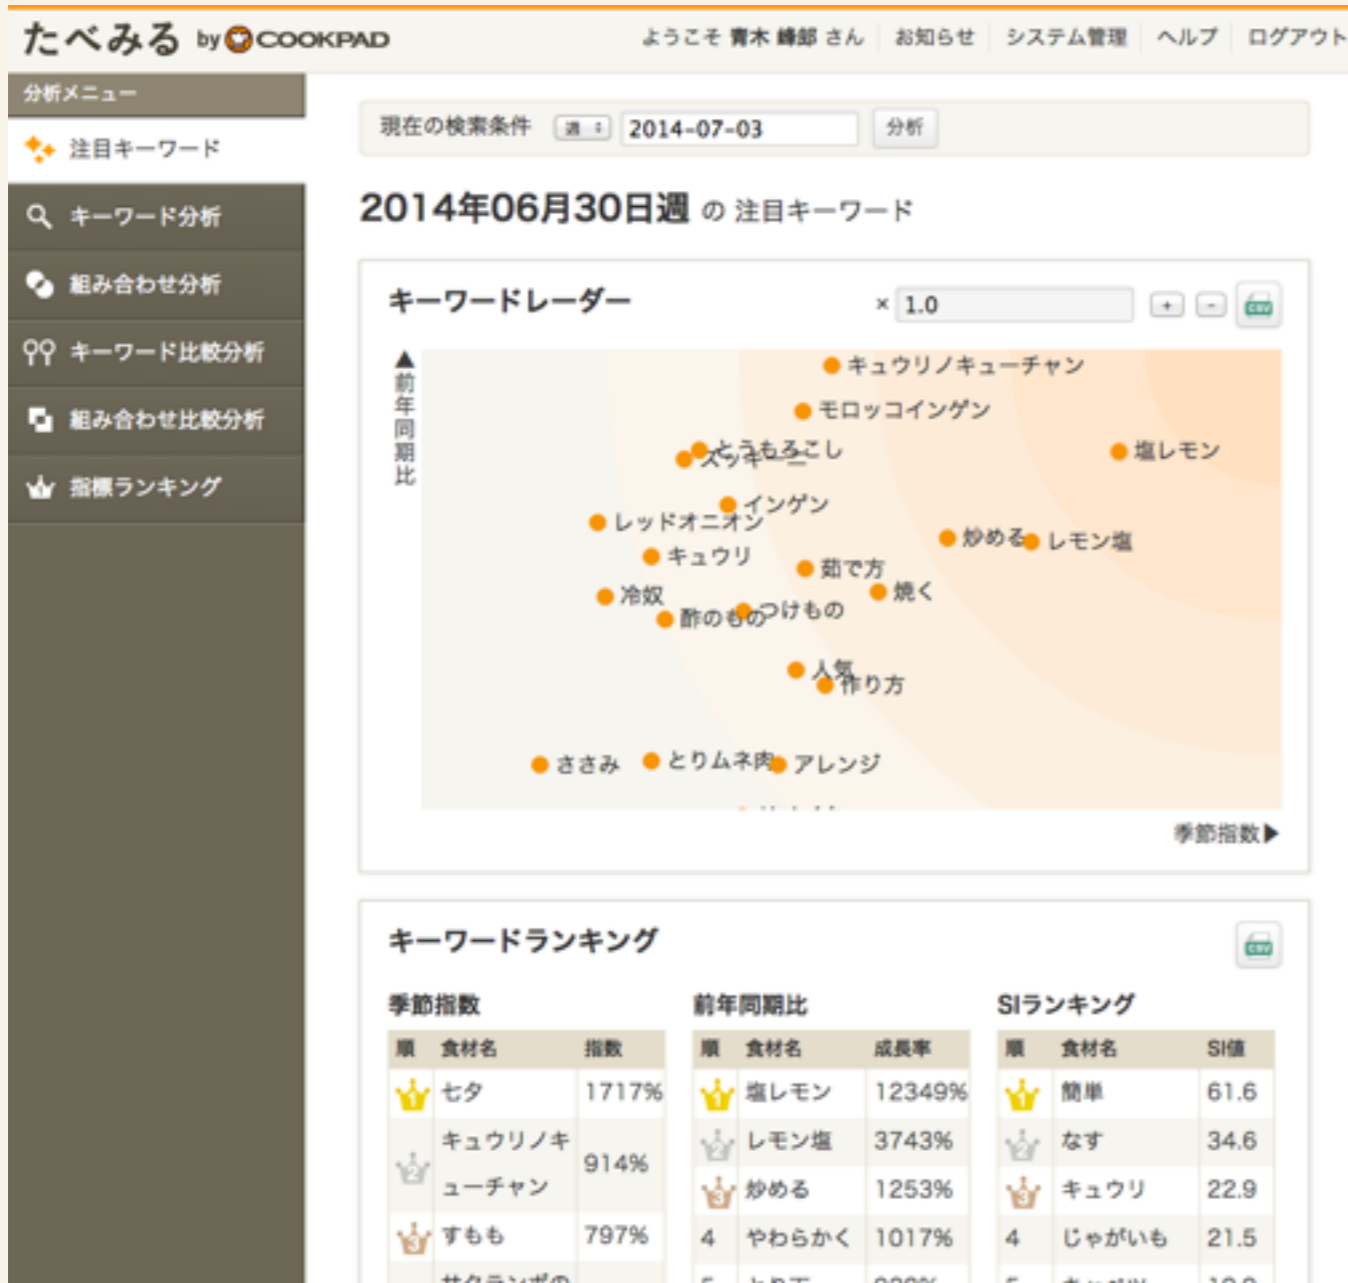 たべみる by COOKPAD
ようこそ 青木 峰郎 さん お知らせ システム管理 ヘルプ ログアウト
分析メニュー
注目キーワード
キーワード分析
組み合わせ分析
キーワード比較分析
組み合わせ比較分析
指標ランキング
現在の検索条件 週 2014-07-03 分析
2014年06月30日週 の 注目キーワード
キーワードレーダー × 1.0 + - CSV
▲前年同期比
キュウリノキューチャン
モロッコインゲン
とうもろこし
ズッキーニ
塩レモン
インゲン
レッドオニオン
炒める
レモン塩
キュウリ
茹で方
焼く
冷奴
つけもの
酢のもの
人気
作り方
ささみ
とりムネ肉
アレンジ
季節指数▶
キーワードランキング CSV
季節指数
順 食材名 指数
1 七夕 1717%
2 キュウリノキューチャン 914%
3 すもも 797%
前年同期比
順 食材名 成長率
1 塩レモン 12349%
2 レモン塩 3743%
3 炒める 1253%
4 やわらかく 1017%
SIランキング
順 食材名 SI値
1 簡単 61.6
2 なす 34.6
3 キュウリ 22.9
4 じゃがいも 21.5